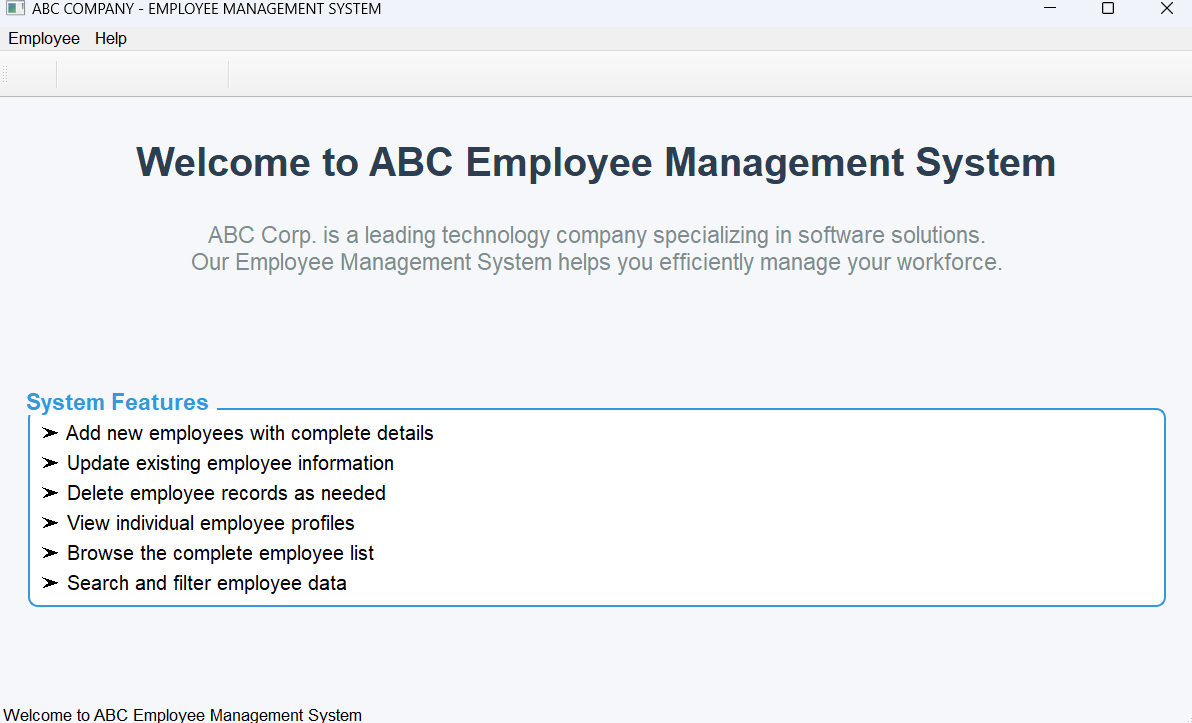 ABC COMPANY - EMPLOYEE MANAGEMENT SYSTEM
Employee Help
Welcome to ABC Employee Management System
ABC Corp. is a leading technology company specializing in software solutions.
Our Employee Management System helps you efficiently manage your workforce.
System Features
➤ Add new employees with complete details
➤ Update existing employee information
➤ Delete employee records as needed
➤ View individual employee profiles
➤ Browse the complete employee list
➤ Search and filter employee data
Welcome to ABC Employee Management System